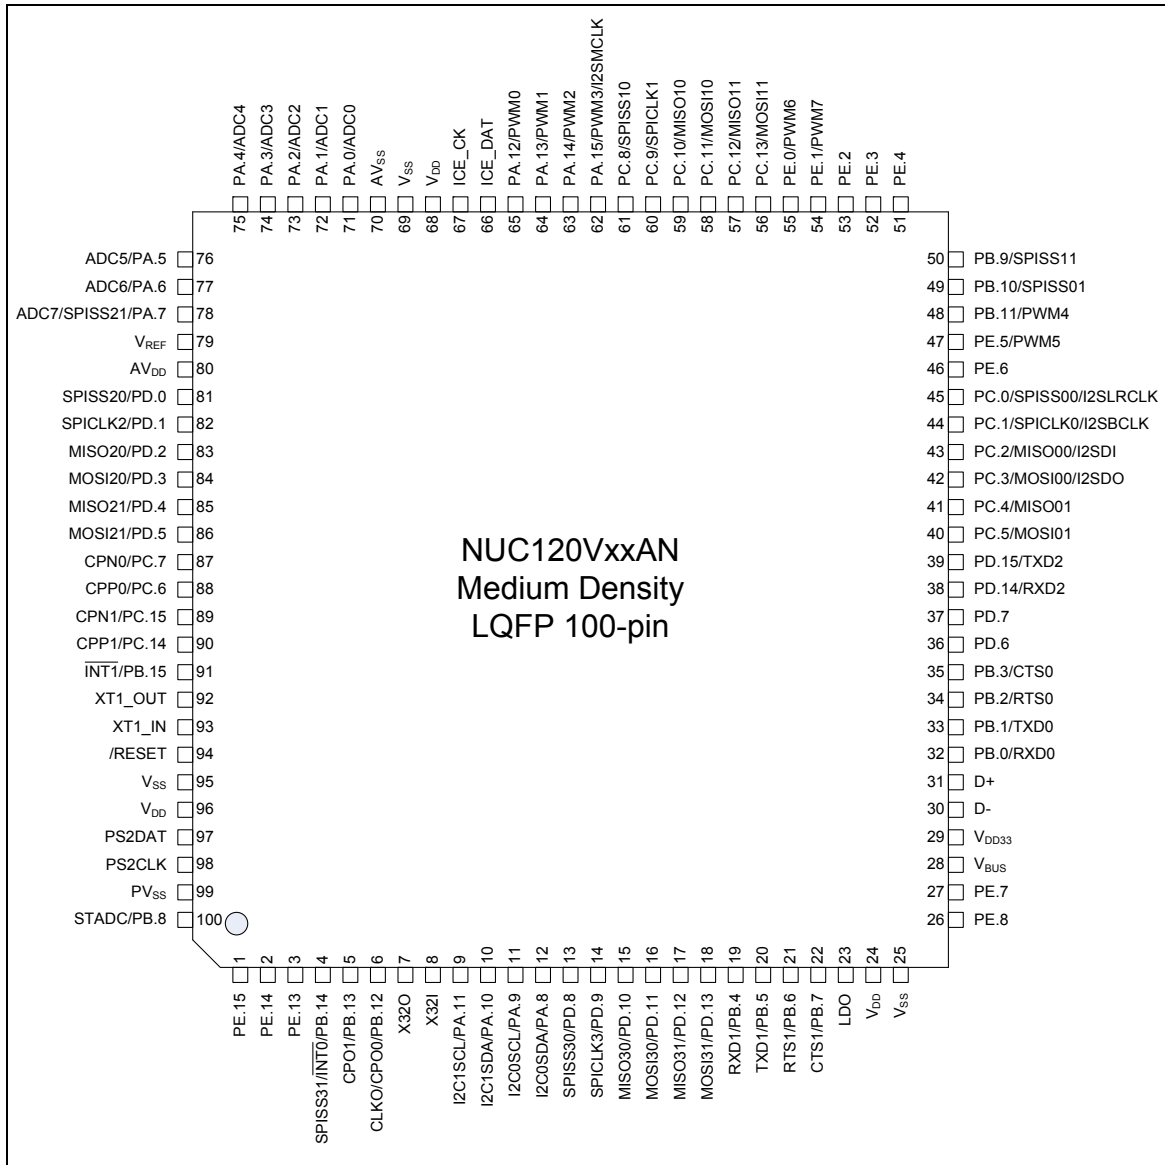 PA.4/ADC4
PA.3/ADC3
PA.2/ADC2
PA.1/ADC1
PA.0/ADC0
AVSS
VSS
VDD
ICE_CK
ICE_DAT
PA.12/PWM0
PA.13/PWM1
PA.14/PWM2
PA.15/PWM3/I2SMCLK
PC.8/SPISS10
PC.9/SPICLK1
PC.10/MISO10
PC.11/MOSI10
PC.12/MISO11
PC.13/MOSI11
PE.0/PWM6
PE.1/PWM7
PE.2
PE.3
PE.4
75
74
73
72
71
70
69
68
67
66
65
64
63
62
61
60
59
58
57
56
55
54
53
52
51
ADC5/PA.5 76
ADC6/PA.6 77
ADC7/SPISS21/PA.7 78
VREF 79
AVDD 80
SPISS20/PD.0 81
SPICLK2/PD.1 82
MISO20/PD.2 83
MOSI20/PD.3 84
MISO21/PD.4 85
MOSI21/PD.5 86
CPN0/PC.7 87
CPP0/PC.6 88
CPN1/PC.15 89
CPP1/PC.14 90
INT1/PB.15 91
XT1_OUT 92
XT1_IN 93
/RESET 94
VSS 95
VDD 96
PS2DAT 97
PS2CLK 98
PVSS 99
STADC/PB.8 100
NUC120VxxAN
Medium Density
LQFP 100-pin
50 PB.9/SPISS11
49 PB.10/SPISS01
48 PB.11/PWM4
47 PE.5/PWM5
46 PE.6
45 PC.0/SPISS00/I2SLRCLK
44 PC.1/SPICLK0/I2SBCLK
43 PC.2/MISO00/I2SDI
42 PC.3/MOSI00/I2SDO
41 PC.4/MISO01
40 PC.5/MOSI01
39 PD.15/TXD2
38 PD.14/RXD2
37 PD.7
36 PD.6
35 PB.3/CTS0
34 PB.2/RTS0
33 PB.1/TXD0
32 PB.0/RXD0
31 D+
30 D-
29 VDD33
28 VBUS
27 PE.7
26 PE.8
1
2
3
4
5
6
7
8
9
10
11
12
13
14
15
16
17
18
19
20
21
22
23
24
25
PE.15
PE.14
PE.13
SPISS31/INT0/PB.14
CPO1/PB.13
CLKO/CPO0/PB.12
X32O
X32I
I2C1SCL/PA.11
I2C1SDA/PA.10
I2C0SCL/PA.9
I2C0SDA/PA.8
SPISS30/PD.8
SPICLK3/PD.9
MISO30/PD.10
MOSI30/PD.11
MISO31/PD.12
MOSI31/PD.13
RXD1/PB.4
TXD1/PB.5
RTS1/PB.6
CTS1/PB.7
LDO
VDD
VSS